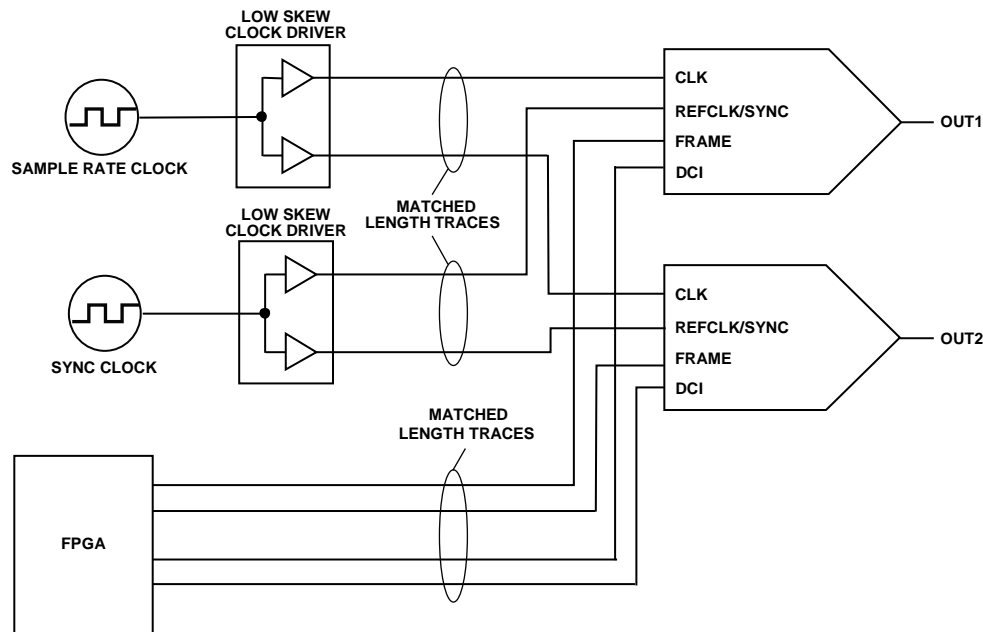 LOW SKEW
CLOCK DRIVER
SAMPLE RATE CLOCK
CLK
REFCLK/SYNC
FRAME
DCI
OUT1
MATCHED
LENGTH TRACES
LOW SKEW
CLOCK DRIVER
SYNC CLOCK
CLK
REFCLK/SYNC
FRAME
DCI
OUT2
MATCHED
LENGTH TRACES
FPGA